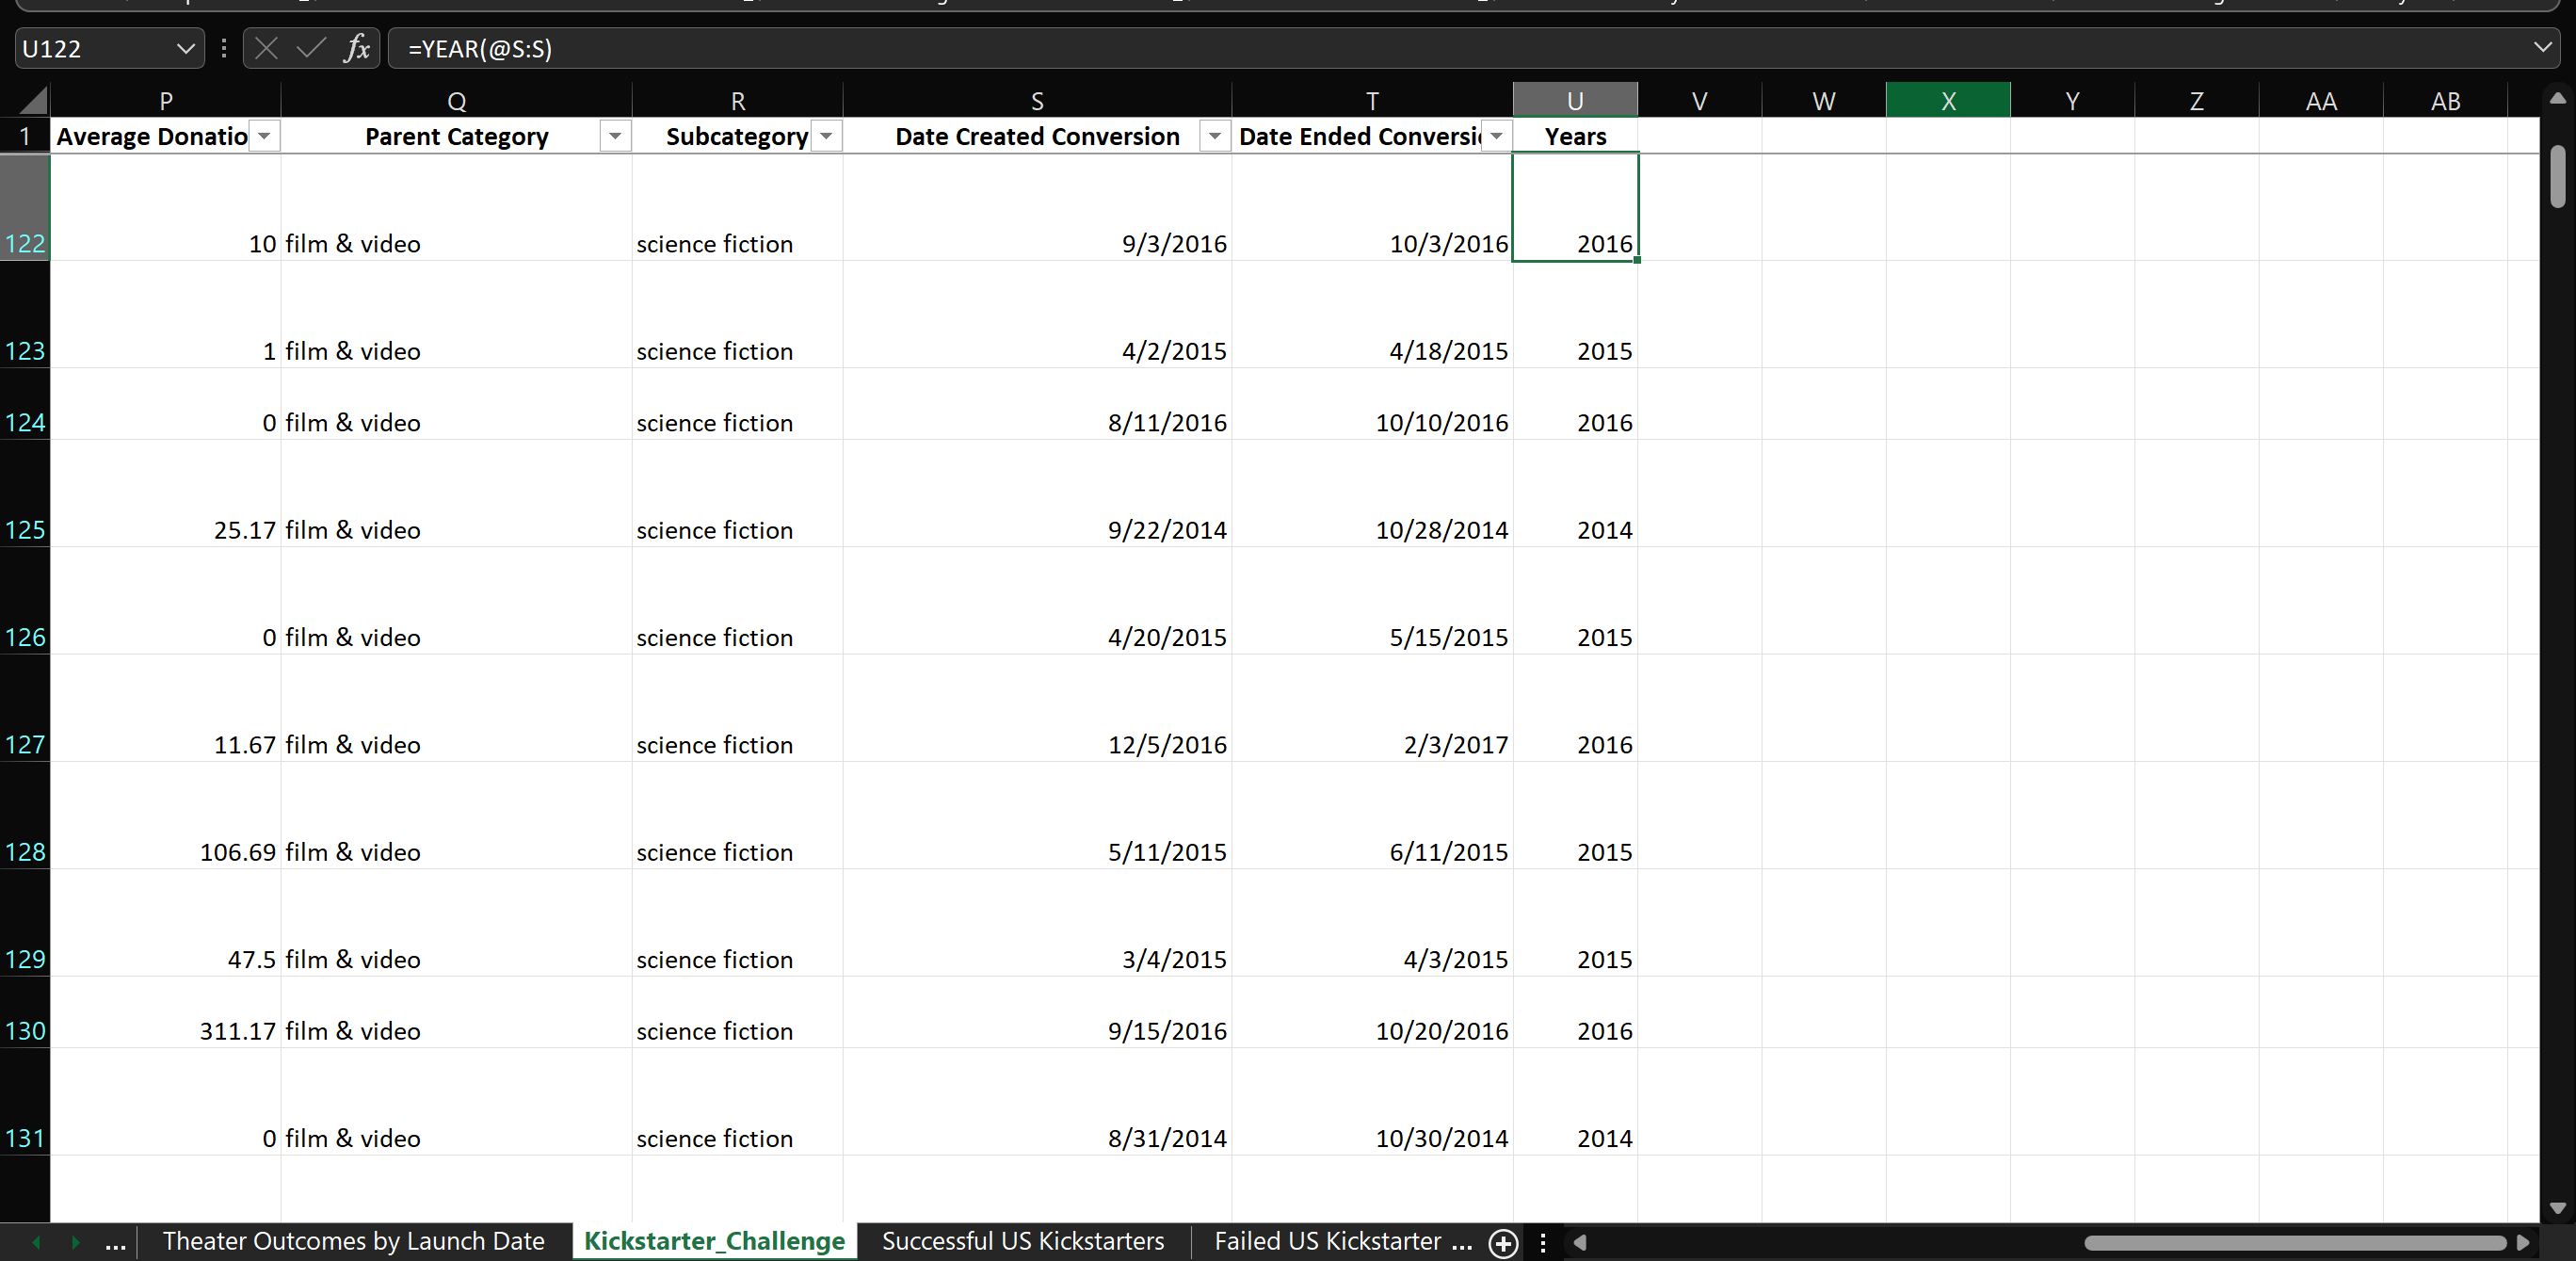 U122 fx =YEAR(@S:S)
P Q R S T U V W X Y Z AA AB
1 Average Donatio Parent Category Subcategory Date Created Conversion Date Ended Conversi Years
122 10 film & video science fiction 9/3/2016 10/3/2016 2016
123 1 film & video science fiction 4/2/2015 4/18/2015 2015
124 0 film & video science fiction 8/11/2016 10/10/2016 2016
125 25.17 film & video science fiction 9/22/2014 10/28/2014 2014
126 0 film & video science fiction 4/20/2015 5/15/2015 2015
127 11.67 film & video science fiction 12/5/2016 2/3/2017 2016
128 106.69 film & video science fiction 5/11/2015 6/11/2015 2015
129 47.5 film & video science fiction 3/4/2015 4/3/2015 2015
130 311.17 film & video science fiction 9/15/2016 10/20/2016 2016
131 0 film & video science fiction 8/31/2014 10/30/2014 2014
... Theater Outcomes by Launch Date Kickstarter_Challenge Successful US Kickstarters Failed US Kickstarter ...